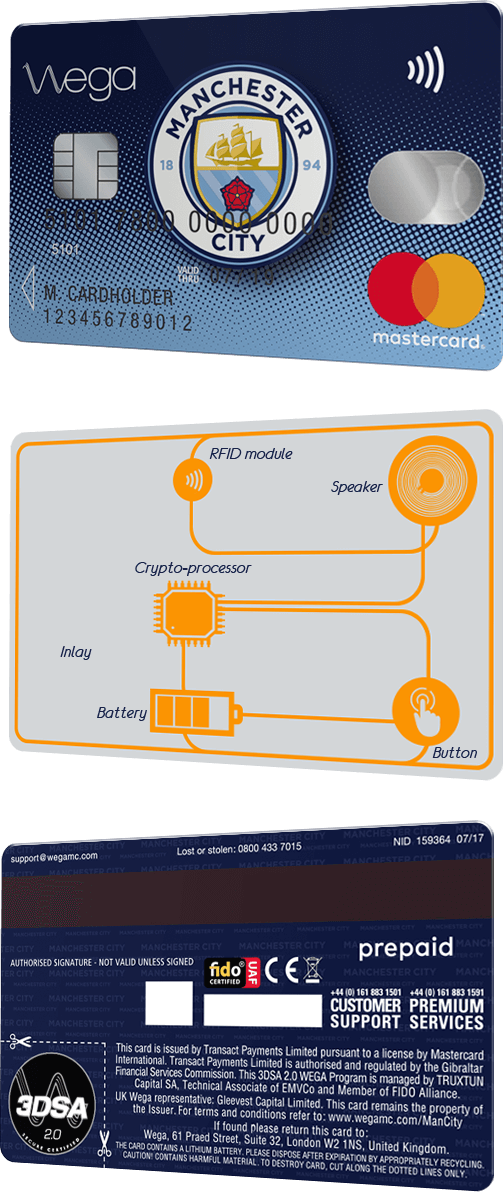 Wega
MANCHESTER
18 94
CITY
0000 000
5101
VALID
M. CARDHOLDER
123456789012
mastercard.
RFID module
Speaker
Crypto-processor
Inlay
Battery
Button
support@wegamc.com
Lost or stolen: 0800 433 7015
NID 159364 07/17
prepaid
AUTHORISED SIGNATURE - NOT VALID UNLESS SIGNED
fido
CERTIFIED
UAF
CE
+44 (0) 161 883 1501
CUSTOMER
SUPPORT
+44 (0) 161 883 1591
PREMIUM
SERVICES
This card is issued by Transact Payments Limited pursuant to a license by Mastercard
International. Transact Payments Limited is authorised and regulated by the Gibraltar
Financial Services Commission. This 3DSA 2.0 WEGA Program is managed by TRUXTUN
Capital SA, Technical Associate of EMVCo and Member of FIDO Alliance.
UK Wega representative: Gleevest Capital Limited. This card remains the property of
the Issuer. For terms and conditions refer to: www.wegamc.com/ManCity
If found please return this card to:
Wega, 61 Praed Street, Suite 32, London W2 1NS, United Kingdom.
THE CARD CONTAINS A LITHIUM BATTERY. PLEASE DISPOSE AFTER EXPIRATION BY APPROPRIATELY RECYCLING.
CAUTION! CONTAINS HARMFUL MATERIAL. TO DESTROY CARD, CUT ALONG THE DOTTED LINES ONLY.
3DSA
2.0
SECURE CERTIFIED